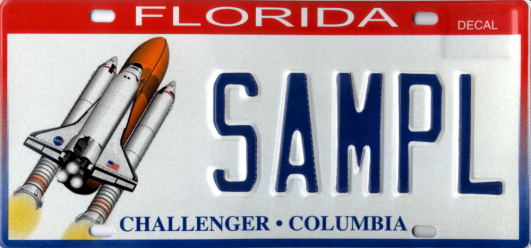 FLORIDA
DECAL
SAMPL
CHALLENGER • COLUMBIA